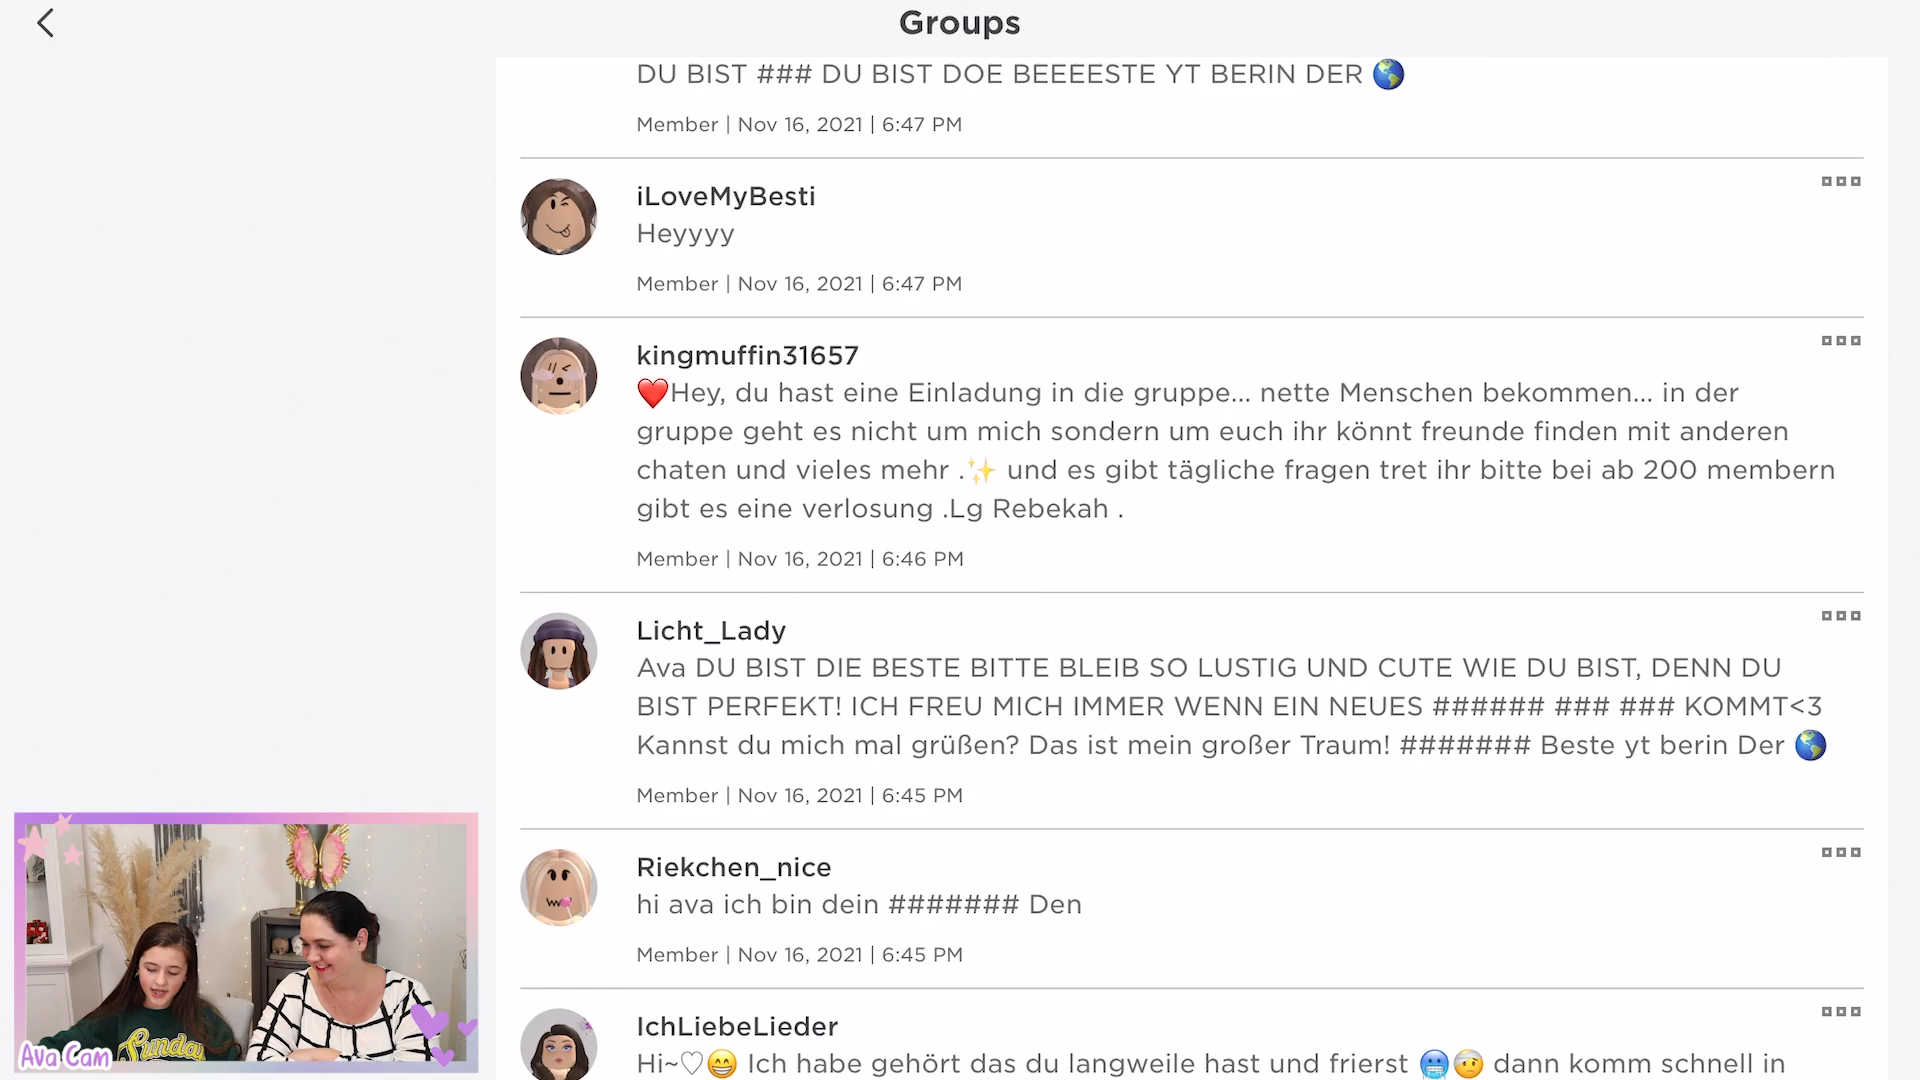 Groups
DU BIST ### DU BIST DOE BEEEESTE YT BERIN DER 🌎
Member | Nov 16, 2021 | 6:47 PM
iLoveMyBesti
Heyyyy
Member | Nov 16, 2021 | 6:47 PM
kingmuffin31657
❤️Hey, du hast eine Einladung in die gruppe... nette Menschen bekommen... in der
gruppe geht es nicht um mich sondern um euch ihr könnt freunde finden mit anderen
chaten und vieles mehr .✨ und es gibt tägliche fragen tret ihr bitte bei ab 200 membern
gibt es eine verlosung .Lg Rebekah .
Member | Nov 16, 2021 | 6:46 PM
Licht_Lady
Ava DU BIST DIE BESTE BITTE BLEIB SO LUSTIG UND CUTE WIE DU BIST, DENN DU
BIST PERFEKT! ICH FREU MICH IMMER WENN EIN NEUES ###### ### ### KOMMT<3
Kannst du mich mal grüßen? Das ist mein großer Traum! ####### Beste yt berin Der 🌎
Member | Nov 16, 2021 | 6:45 PM
Riekchen_nice
hi ava ich bin dein ####### Den
Member | Nov 16, 2021 | 6:45 PM
IchLiebeLieder
Hi~♡😁 Ich habe gehört das du langweile hast und frierst 🥶🤕 dann komm schnell in
Sunday
Ava Cam